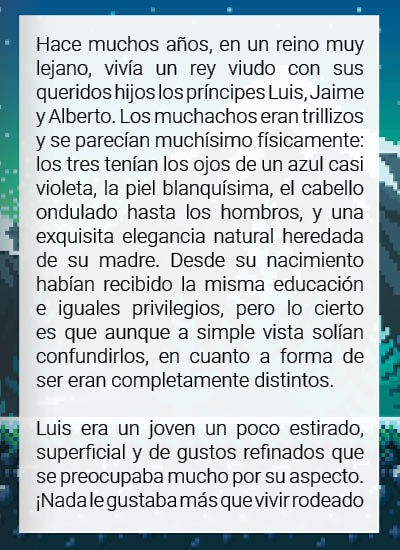 Hace muchos años, en un reino muy
lejano, vivía un rey viudo con sus
queridos hijos los príncipes Luis, Jaime
y Alberto. Los muchachos eran trillizos
y se parecían muchísimo físicamente:
los tres tenían los ojos de un azul casi
violeta, la piel blanquísima, el cabello
ondulado hasta los hombros, y una
exquisita elegancia natural heredada
de su madre. Desde su nacimiento
habían recibido la misma educación
e iguales privilegios, pero lo cierto
es que aunque a simple vista solían
confundirlos, en cuanto a forma de
ser eran completamente distintos.
Luis era un joven un poco estirado,
superficial y de gustos refinados que
se preocupaba mucho por su aspecto.
¡Nada le gustaba más que vivir rodeado